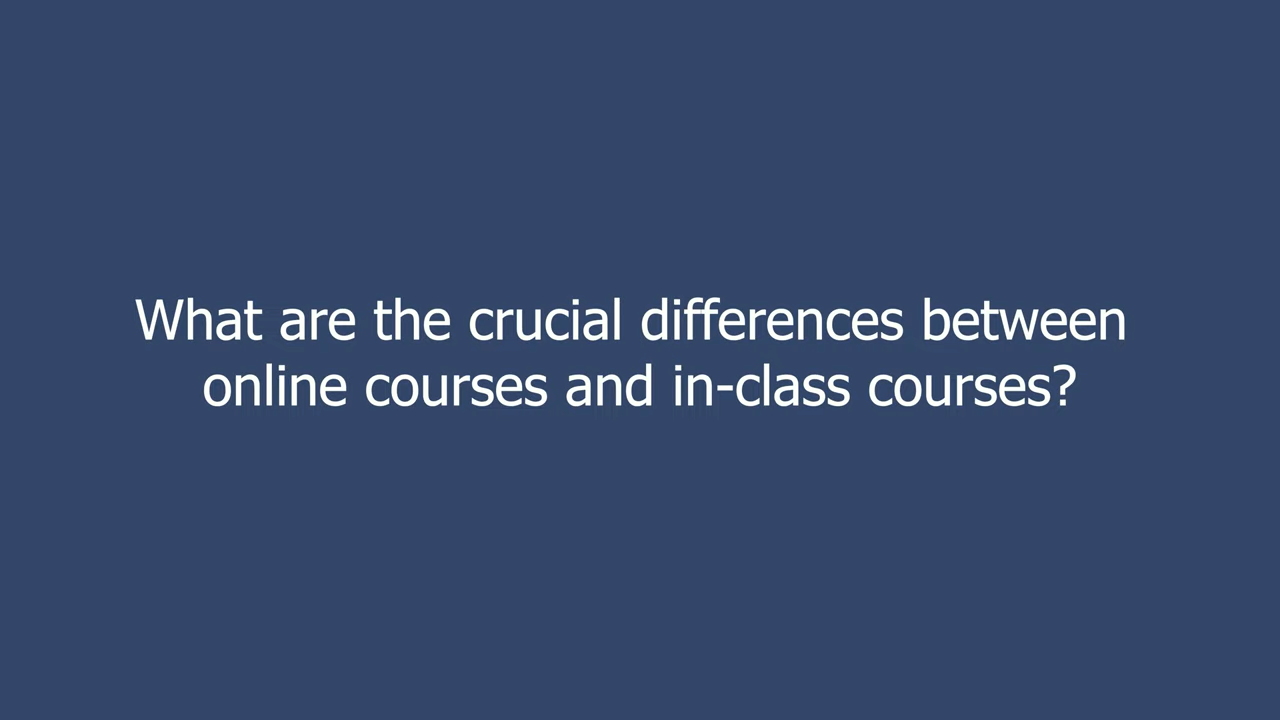 What are the crucial differences between
online courses and in-class courses?